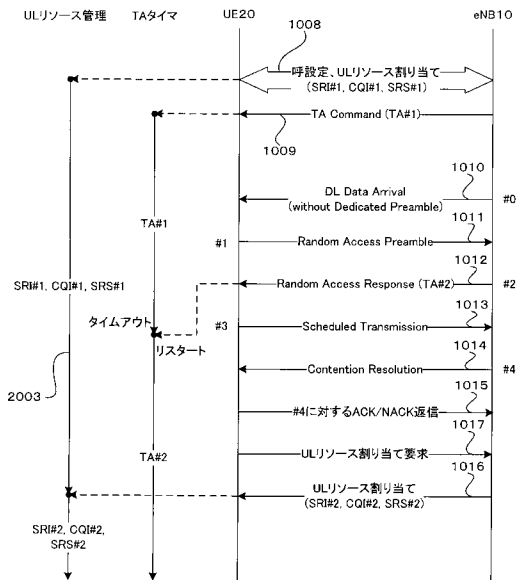 ULリソース管理 TAタイマ UE20 eNB10
1008
呼設定、ULリソース割り当て
(SRI#1, CQI#1, SRS#1)
TA Command (TA#1)
1009
1010
DL Data Arrival
(without Dedicated Preamble)
#0
TA#1
1011
#1
Random Access Preamble
1012
SRI#1, CQI#1, SRS#1
Random Access Response (TA#2)
#2
1013
タイムアウト
#3
Scheduled Transmission
リスタート
1014
2003
Contention Resolution
#4
1015
#4に対するACK/NACK返信
1017
TA#2
ULリソース割り当て要求
1016
ULリソース割り当て
(SRI#2, CQI#2, SRS#2)
SRI#2, CQI#2,
SRS#2